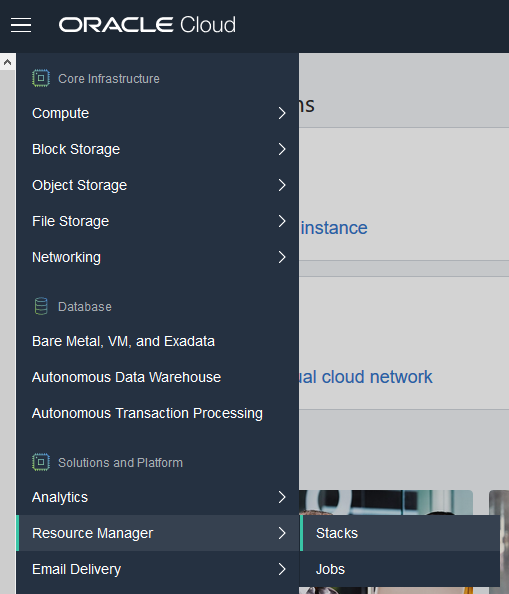 ORACLE Cloud
Core Infrastructure
Compute
Block Storage
Object Storage
File Storage
Networking
instance
Database
Bare Metal, VM, and Exadata
Autonomous Data Warehouse
ual cloud network
Autonomous Transaction Processing
Solutions and Platform
Analytics
Resource Manager
Stacks
Email Delivery
Jobs